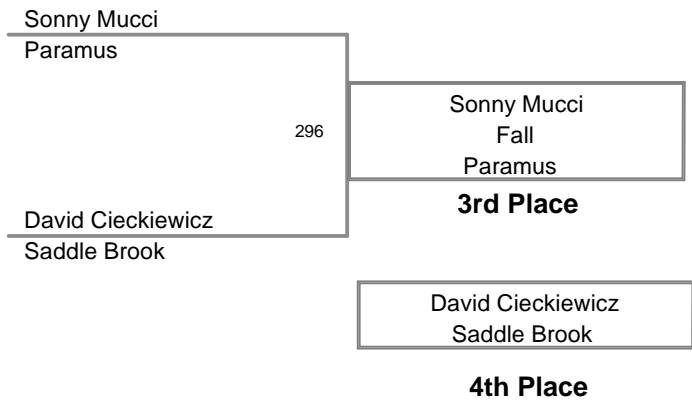 Sonny Mucci
Paramus
296
Sonny Mucci
Fall
Paramus
3rd Place
David Cieckiewicz
Saddle Brook
David Cieckiewicz
Saddle Brook
4th Place